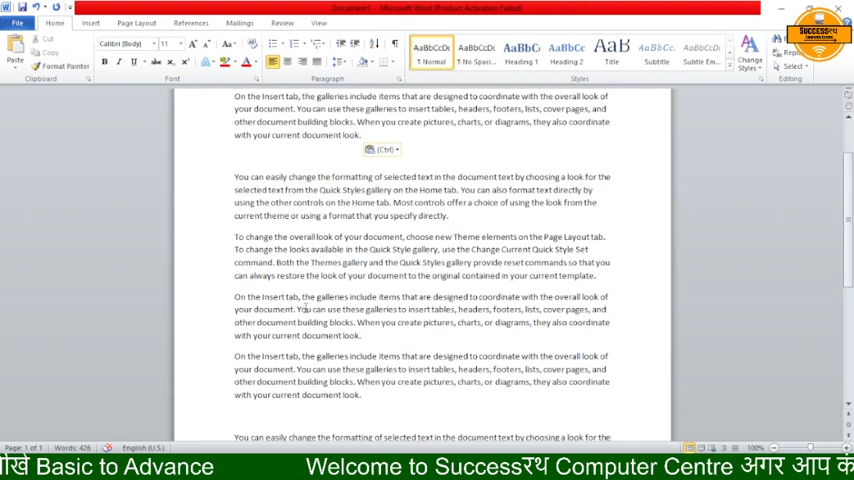 Document1 - Microsoft Word (Product Activation Failed)
File Home Insert Page Layout References Mailings Review View
Paste
Cut
Copy
Format Painter
Clipboard
Calibri (Body) 11
Font
Paragraph
AaBbCcDc AaBbCcDc AaBbC AaBbCc AaB AaBbCc. AaBbCcDc
¶ Normal ¶ No Spaci... Heading 1 Heading 2 Title Subtitle Subtle Em...
Styles
Change Styles
Select
Editing
Successरथ
Computer Centre
On the Insert tab, the galleries include items that are designed to coordinate with the overall look of
your document. You can use these galleries to insert tables, headers, footers, lists, cover pages, and
other document building blocks. When you create pictures, charts, or diagrams, they also coordinate
with your current document look.
(Ctrl)
You can easily change the formatting of selected text in the document text by choosing a look for the
selected text from the Quick Styles gallery on the Home tab. You can also format text directly by
using the other controls on the Home tab. Most controls offer a choice of using the look from the
current theme or using a format that you specify directly.
To change the overall look of your document, choose new Theme elements on the Page Layout tab.
To change the looks available in the Quick Style gallery, use the Change Current Quick Style Set
command. Both the Themes gallery and the Quick Styles gallery provide reset commands so that you
can always restore the look of your document to the original contained in your current template.
On the Insert tab, the galleries include items that are designed to coordinate with the overall look of
your document. You can use these galleries to insert tables, headers, footers, lists, cover pages, and
other document building blocks. When you create pictures, charts, or diagrams, they also coordinate
with your current document look.
On the Insert tab, the galleries include items that are designed to coordinate with the overall look of
your document. You can use these galleries to insert tables, headers, footers, lists, cover pages, and
other document building blocks. When you create pictures, charts, or diagrams, they also coordinate
with your current document look.
You can easily change the formatting of selected text in the document text by choosing a look for the
Page: 1 of 1 Words: 426 English (U.S.) 100%
सीखे Basic to Advance Welcome to Successरथ Computer Centre अगर आप कं